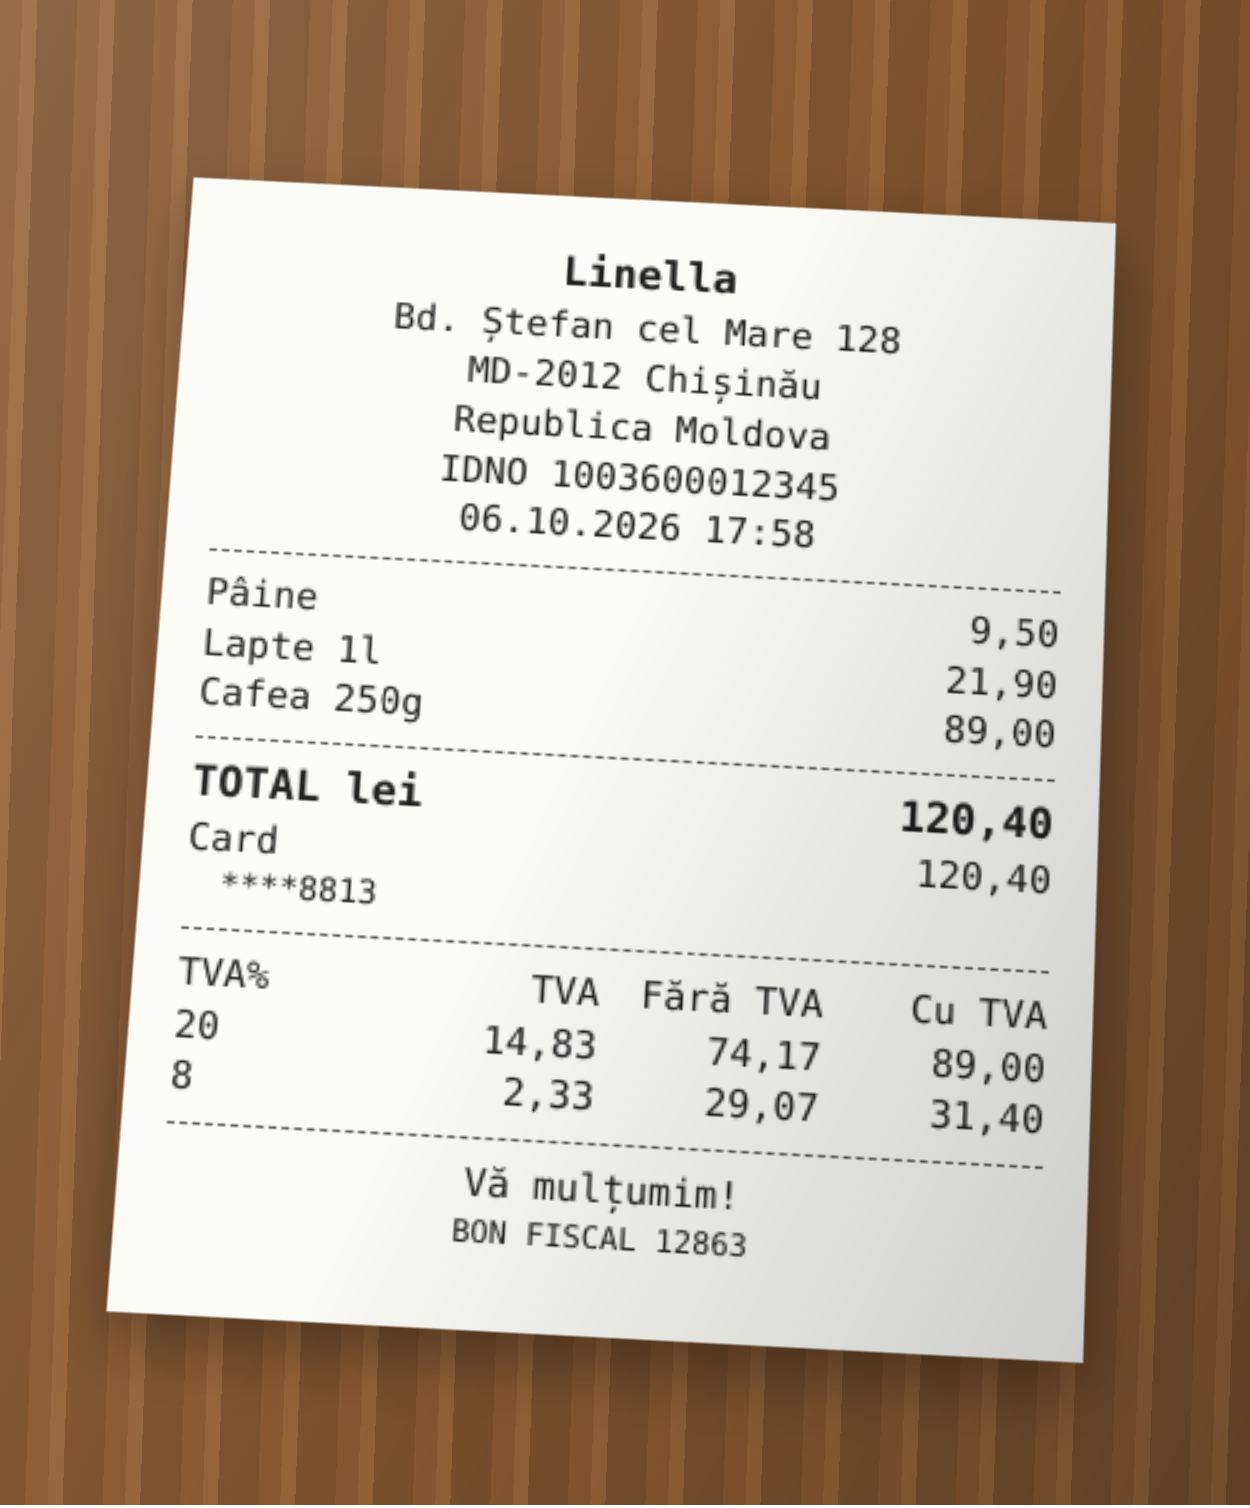 Linella
Bd. Ștefan cel Mare 128
MD-2012 Chișinău
Republica Moldova
IDNO 1003600012345
06.10.2026 17:58
Pâine 9,50
Lapte 1l 21,90
Cafea 250g 89,00
TOTAL lei 120,40
Card 120,40
****8813
TVA% TVA Fără TVA Cu TVA
20 14,83 74,17 89,00
8 2,33 29,07 31,40
Vă mulțumim!
BON FISCAL 12863